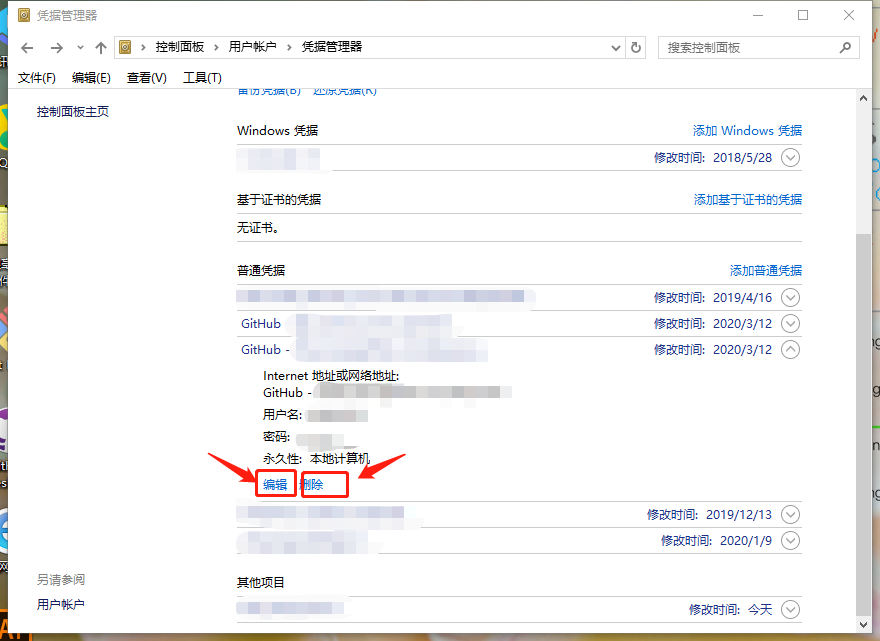 凭据管理器
控制面板 › 用户帐户 › 凭据管理器
搜索控制面板
文件(F) 编辑(E) 查看(V) 工具(T)
控制面板主页
备份凭据(B) 还原凭据(R)
Windows 凭据 添加 Windows 凭据
修改时间: 2018/5/28
基于证书的凭据 添加基于证书的凭据
无证书。
普通凭据 添加普通凭据
修改时间: 2019/4/16
GitHub 修改时间: 2020/3/12
GitHub - 修改时间: 2020/3/12
Internet 地址或网络地址:
GitHub -
用户名:
密码:
永久性: 本地计算机
编辑 删除
修改时间: 2019/12/13
修改时间: 2020/1/9
另请参阅
用户帐户
其他项目
修改时间: 今天